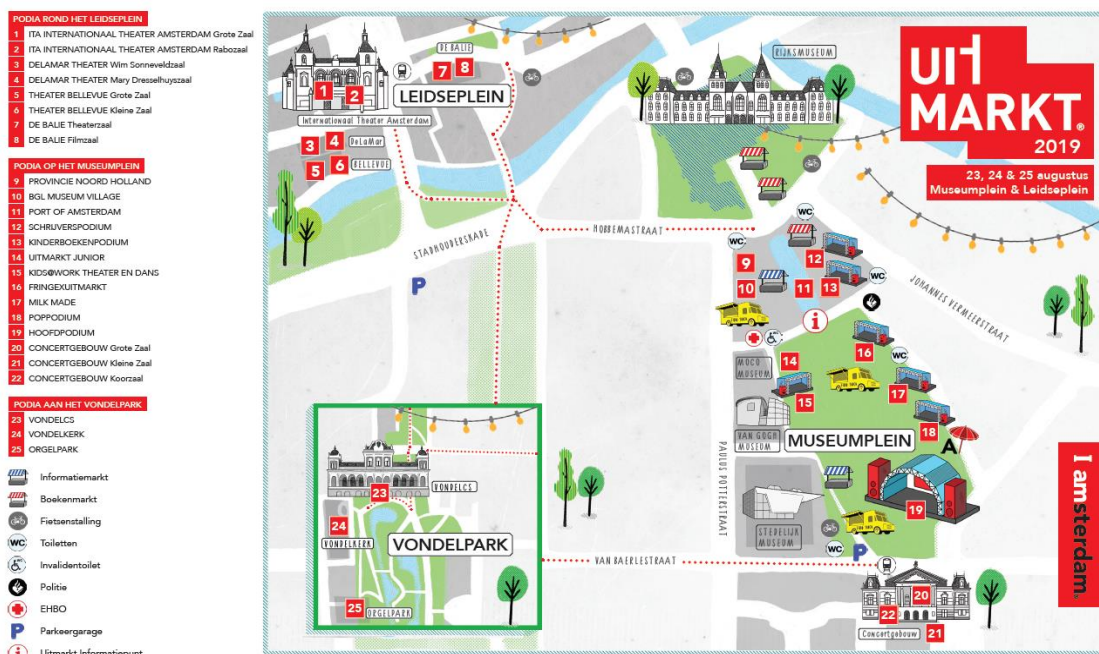 PODIA ROND HET LEIDSEPLEIN
1 ITA INTERNATIONAAL THEATER AMSTERDAM Grote Zaal
2 ITA INTERNATIONAAL THEATER AMSTERDAM Rabozaal
3 DELAMAR THEATER Wim Sonneveldzaal
4 DELAMAR THEATER Mary Dresselhuyszaal
5 THEATER BELLEVUE Grote Zaal
6 THEATER BELLEVUE Kleine Zaal
7 DE BALIE Theaterzaal
8 DE BALIE Filmzaal
PODIA OP HET MUSEUMPLEIN
9 PROVINCIE NOORD HOLLAND
10 BGL MUSEUM VILLAGE
11 PORT OF AMSTERDAM
12 SCHRIJVERSPODIUM
13 KINDERBOEKENPODIUM
14 UITMARKT JUNIOR
15 KIDS@WORK THEATER EN DANS
16 FRINGEXUITMARKT
17 MILK MADE
18 POPPODIUM
19 HOOFDPODIUM
20 CONCERTGEBOUW Grote Zaal
21 CONCERTGEBOUW Kleine Zaal
22 CONCERTGEBOUW Koorzaal
PODIA AAN HET VONDELPARK
23 VONDELCS
24 VONDELKERK
25 ORGELPARK
Informatiemarkt
Boekenmarkt
Fietsenstalling
WC Toiletten
Invalidentoilet
Politie
EHBO
P Parkeergarage
i Uitmarkt Informatiepunt
DE BALIE
7 8
1 2
LEIDSEPLEIN
Internationaal Theater Amsterdam
3 4 DeLaMar
5 6 BELLEVUE
RIJKSMUSEUM
UIT
MARKT®
2019
23, 24 & 25 augustus
Museumplein & Leidseplein
STADHOUDERSKADE
HOBBEMASTRAAT
JOHANNES VERMEERSTRAAT
P
WC
WC
9
12
WC
10
11
13
i
14
MOCO
MUSEUM
16
WC
15
17
18
VAN GOGH
MUSEUM
MUSEUMPLEIN
A
PAULUS POTTERSTRAAT
19
STEDELIJK
MUSEUM
WC
P
VAN BAERLESTRAAT
20
22
Concertgebouw
21
23
VONDELCS
24
VONDELKERK
VONDELPARK
25
ORGELPARK
I amsterdam.